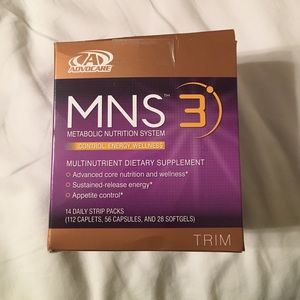 A
ADVOCARE
MNS™ 3
METABOLIC NUTRITION SYSTEM
CONTROL, ENERGY, WELLNESS
MULTINUTRIENT DIETARY SUPPLEMENT
○ Advanced core nutrition and wellness*
○ Sustained-release energy*
○ Appetite control*
14 DAILY STRIP PACKS
(112 CAPLETS, 56 CAPSULES, AND 28 SOFTGELS)
TRIM